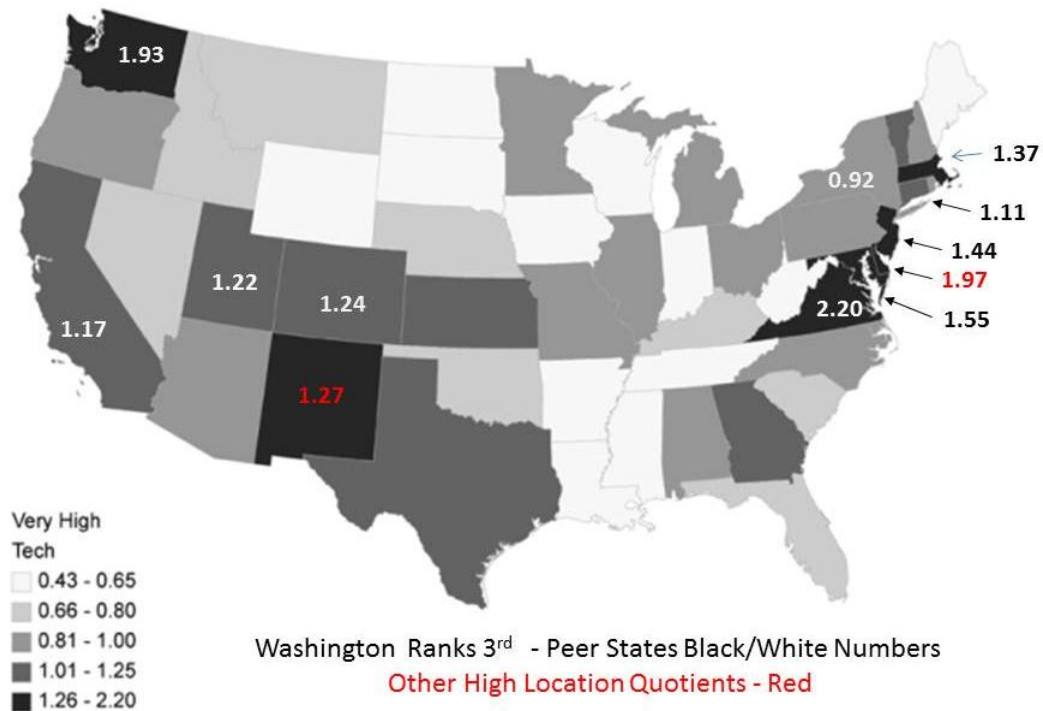 1.93
1.37
0.92
1.11
1.44
1.22
1.97
1.24
2.20
1.55
1.17
1.27
Very High
Tech
0.43 - 0.65
0.66 - 0.80
0.81 - 1.00
1.01 - 1.25
1.26 - 2.20
Washington Ranks 3rd - Peer States Black/White Numbers
Other High Location Quotients - Red